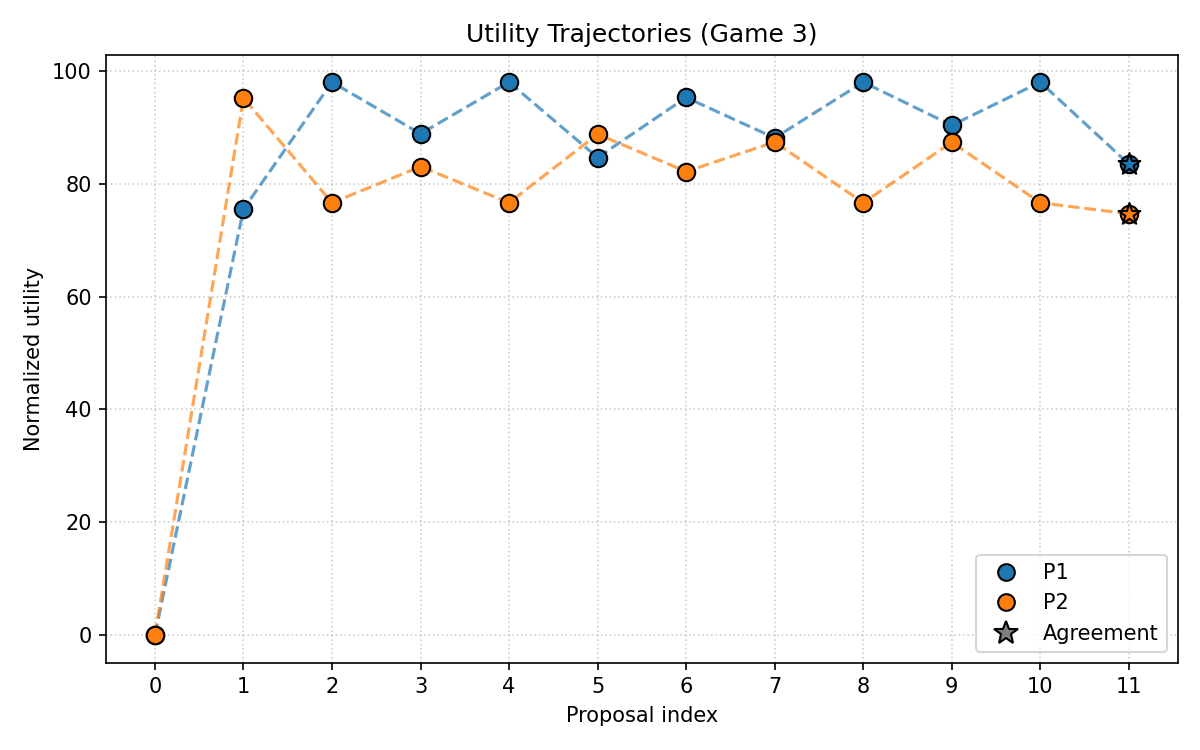 Utility Trajectories (Game 3)
Normalized utility
100
80
60
40
20
0
P1
P2
Agreement
0 1 2 3 4 5 6 7 8 9 10 11
Proposal index